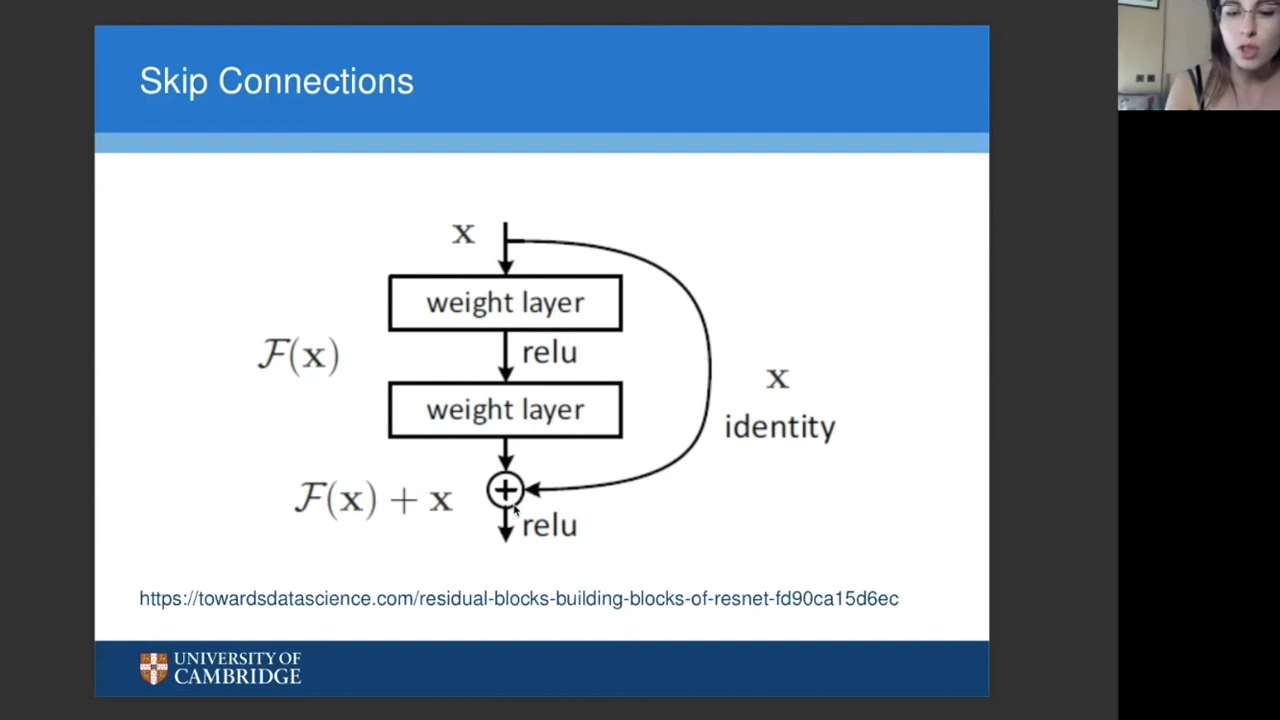 Skip Connections
x
weight layer
relu
F(x)
x
weight layer
identity
F(x) + x
+
relu
https://towardsdatascience.com/residual-blocks-building-blocks-of-resnet-fd90ca15d6ec
UNIVERSITY OF
CAMBRIDGE